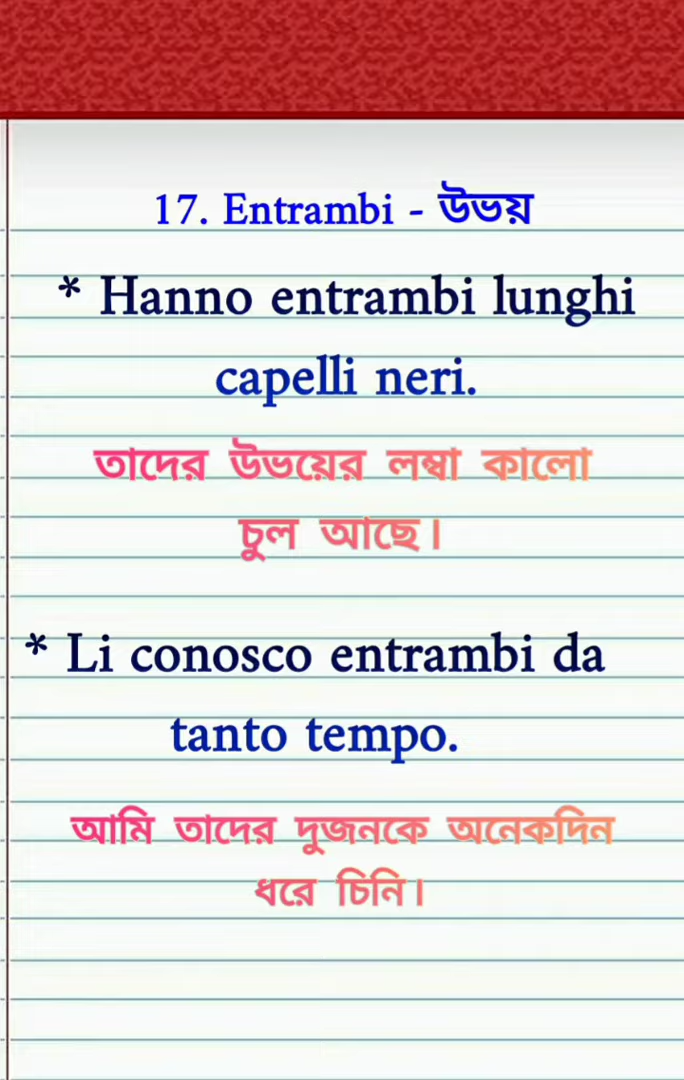 17. Entrambi - উভয়
* Hanno entrambi lunghi
capelli neri.
তাদের উভয়ের লম্বা কালো
চুল আছে।
* Li conosco entrambi da
tanto tempo.
আমি তাদের দুজনকে অনেকদিন
ধরে চিনি।